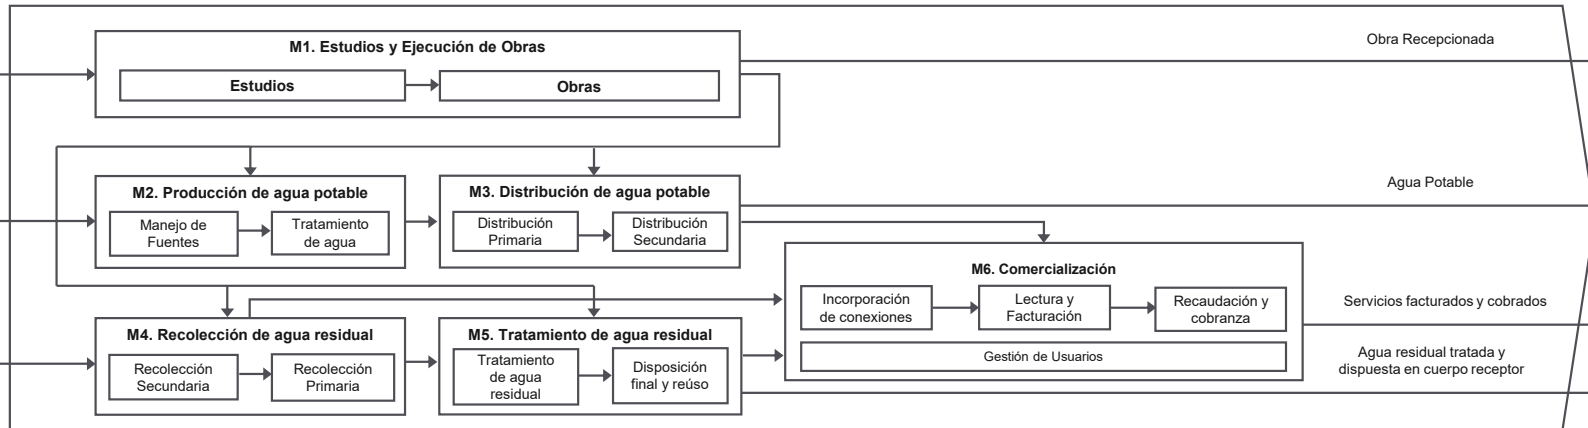 M1. Estudios y Ejecución de Obras
Estudios
Obras
Obra Recepcionada
M2. Producción de agua potable
Manejo de
Fuentes
Tratamiento
de agua
M3. Distribución de agua potable
Distribución
Primaria
Distribución
Secundaria
Agua Potable
M6. Comercialización
Incorporación
de conexiones
Lectura y
Facturación
Recaudación y
cobranza
Gestión de Usuarios
Servicios facturados y cobrados
M4. Recolección de agua residual
Recolección
Secundaria
Recolección
Primaria
M5. Tratamiento de agua residual
Tratamiento
de agua
residual
Disposición
final y reúso
Agua residual tratada y
dispuesta en cuerpo receptor